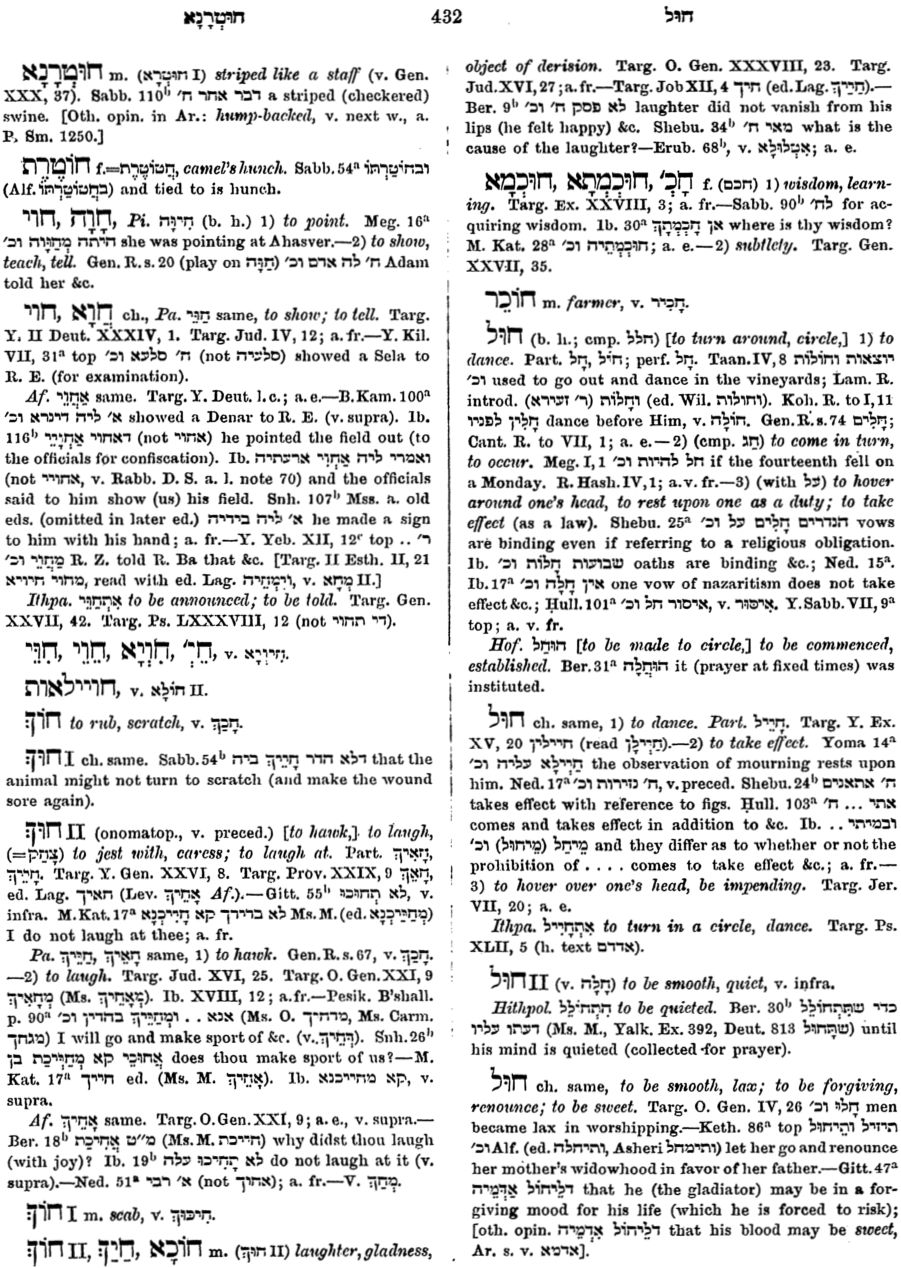 חוּטְרָנָא 432 חוּל
חוּטְרָנָא m. (חוּטְרָא I) striped like a staff (v. Gen.
XXX, 37). Sabb. 110ᵇ דבר אחר ח' a striped (checkered)
swine. [Oth. opin. in Ar.: hump-backed, v. next w., a.
P. Sm. 1250.]
חוֹטֶרֶת f.=חֲטוֹטֶרֶת, camel's hunch. Sabb. 54ᵃ ובחוֹטַרְתּוֹ
(Alf. בחֲטוֹטַרְתּוֹ) and tied to is hunch.
חוי, חָוָה, Pi. חִיוָּה (b. h.) 1) to point. Meg. 16ᵃ
היתה מְחַוָּוה וכ' she was pointing at Ahasver.—2) to show,
teach, tell. Gen. R. s. 20 (play on חַוָּה) ח' לה אדם וכ' Adam
told her &c.
חוי, חֲוָא ch., Pa. חַוֵּי same, to show; to tell. Targ.
Y. II Deut. XXXIV, 1. Targ. Jud. IV, 12; a. fr.—Y. Kil.
VII, 31ᵃ top ח' סלעא וכ' (not סלעיה) showed a Sela to
R. E. (for examination).
Af. אַחֲוֵי same. Targ. Y. Deut. l. c.; a. e.—B. Kam. 100ᵃ
א' ליה דינרא וכ' showed a Denar to R. E. (v. supra). Ib.
116ᵇ דאחוי אַחְוְיֵי (not אחוי) he pointed the field out (to
the officials for confiscation). Ib. ואמרי ליה אַחְוִי ארעתיה
(not אחויי, v. Rabb. D. S. a. l. note 70) and the officials
said to him show (us) his field. Snh. 107ᵇ Mss. a. old
eds. (omitted in later ed.) א' ליה בידיה he made a sign
to him with his hand; a. fr.—Y. Yeb. XII, 12ᶜ top .. ר'
מְחַוֵּי וכ' R. Z. told R. Ba that &c. [Targ. II Esth. II, 21
מחוי חיורא, read with ed. Lag. וִימְחֵיה, v. מְחָא II.]
Ithpa. אִתְחַוֵּי to be announced; to be told. Targ. Gen.
XXVII, 42. Targ. Ps. LXXXVIII, 12 (not די תחוי).
חִוֵּי, חֵוֵי, חִוְיָא, חֵי', v. חִיוְיָא.
חוויילאות, v. חוֹלָא II.
חוֹךְ to rub, scratch, v. חָכַךְ.
חוּךְ I ch. same. Sabb. 54ᵇ דלא הדר חָיֵיךְ ביה that the
animal might not turn to scratch (and make the wound
sore again).
חוּךְ II (onomatop., v. preced.) [to hawk,] to laugh,
(=צְחַק) to jest with, caress; to laugh at. Part. חָאֵיךְ,
חָיֵיךְ. Targ. Y. Gen. XXVI, 8. Targ. Prov. XXIX, 9 חָאֵךְ
ed. Lag. חאיך (Lev. אָחֵיךְ Af.).—Gitt. 55ᵇ לא תְחוּכוּ, v.
infra. M. Kat. 17ᵃ לא בדידך קא חָיֵיכְנָא Ms. M. (ed. מְחַיֵּיכְנָא)
I do not laugh at thee; a. fr.
Pa. חָאֵיךְ, חַיֵּיךְ same, 1) to hawk. Gen. R. s. 67, v. חָכַךְ.
—2) to laugh. Targ. Jud. XVI, 25. Targ. O. Gen. XXI, 9
מְחָאֵיךְ (Ms. מְאַחֵיךְ). Ib. XVIII, 12; a. fr.—Pesik. B'shall.
p. 90ᵃ אנא . . ומְחַיֵּיךְ בהדין וכ' (Ms. O. מדחיך, Ms. Carm.
מגחך) I will go and make sport of &c. (v. דְּחֵיךְ). Snh. 26ᵇ
אַחוּכֵי קא מְחַיְּיכַת בן does thou make sport of us?—M.
Kat. 17ᵃ חייך ed. (Ms. M. אַחֵיךְ). Ib. קא מחייכנא, v.
supra.
Af. אַחֵיךְ same. Targ. O. Gen. XXI, 9; a. e., v. supra.—
Ber. 18ᵇ מ"ט אַחֵיכַת (Ms. M. חייכת) why didst thou laugh
(with joy)? Ib. 19ᵇ לא תְּחֵיכוּ עלה do not laugh at it (v.
supra).—Ned. 51ᵃ א' רבי (not אחוך); a. fr.—V. מְחַךְ.
חוֹךְ I m. scab, v. חִיכּוּךְ.
חוֹךְ II, חַיֵךְ, חוּכָא m. (חוּךְ II) laughter, gladness,
object of derision. Targ. O. Gen. XXXVIII, 23. Targ.
Jud. XVI, 27; a. fr.—Targ. Job XII, 4 חיך (ed. Lag. חַיֵּיךְ).—
Ber. 9ᵇ לא פסק ח' וכ' laughter did not vanish from his
lips (he felt happy) &c. Shebu. 34ᵇ מאי ח' what is the
cause of the laughter?—Erub. 68ᵇ, v. אִטְלוּלָא; a. e.
חוּכְמָא, חוּכְמְתָא, חָכְ' f. (חכם) 1) wisdom, learn-
ing. Targ. Ex. XXVIII, 3; a. fr.—Sabb. 90ᵇ לח' for ac-
quiring wisdom. Ib. 30ᵃ אן חָכְמְתָךְ where is thy wisdom?
M. Kat. 28ᵃ חוּכְמְתֵיה וכ'; a. e.—2) subtlety. Targ. Gen.
XXVII, 35.
חוֹכֵר m. farmer, v. חָכִיר.
חוּל (b. h.; cmp. חלל) [to turn around, circle,] 1) to
dance. Part. חוֹיל, חָל; perf. חָל. Taan. IV, 8 יוצאות וחולות
וכ' used to go out and dance in the vineyards; Lam. R.
introd. (ר' זעירא) וחָלוֹת (ed. Wil. וחולות). Koh. R. to I, 11
חָלִין לפניו dance before Him, v. חוֹלָה. Gen. R. s. 74 חָלִים;
Cant. R. to VII, 1; a. e.—2) (cmp. חַג) to come in turn,
to occur. Meg. I, 1 חל להיות וכ' if the fourteenth fell on
a Monday. R. Hash. IV, 1; a. v. fr.—3) (with על) to hover
around one's head, to rest upon one as a duty; to take
effect (as a law). Shebu. 25ᵃ הנדרים חָלִים על וכ' vows
are binding even if referring to a religious obligation.
Ib. שבועות חָלוֹת וכ' oaths are binding &c.; Ned. 15ᵃ.
Ib. 17ᵃ אין חָלָה וכ' one vow of nazaritism does not take
effect &c.; Ḥull. 101ᵃ איסור חל וכ', v. אִיסּוּר. Y. Sabb. VII, 9ᵃ
top; a. v. fr.
Hof. הוּחַל [to be made to circle,] to be commenced,
established. Ber. 31ᵃ הוּחֲלָה it (prayer at fixed times) was
instituted.
חוּל ch. same, 1) to dance. Part. חָיֵיל. Targ. Y. Ex.
XV, 20 חיילין (read חָיְילָן).—2) to take effect. Yoma 14ᵃ
חָיְילָא עליה וכ' the observation of mourning rests upon
him. Ned. 17ᵃ ח' נזירות וכ', v. preced. Shebu. 24ᵇ ח' אתאנים
takes effect with reference to figs. Ḥull. 103ᵃ אתי ... ח'
comes and takes effect in addition to &c. Ib. .. ובמיתי
מֵיחַל (מֵיחוּל) וכ' and they differ as to whether or not the
prohibition of .... comes to take effect &c.; a. fr.—
3) to hover over one's head, be impending. Targ. Jer.
VII, 20; a. e.
Ithpa. אִתְחַיֵּיל to turn in a circle, dance. Targ. Ps.
XLII, 5 (h. text אדדם).
חוּל II (v. חָלָה) to be smooth, quiet, v. infra.
Hithpol. הִתְחוֹלֵל to be quieted. Ber. 30ᵇ כדי שתִּתְחוֹלֵל
דעתו עליו (Ms. M., Yalk. Ex. 392, Deut. 813 שתָּחוּל) until
his mind is quieted (collected for prayer).
חוּל ch. same, to be smooth, lax; to be forgiving,
renounce; to be sweet. Targ. O. Gen. IV, 26 חָלוּ וכ' men
became lax in worshipping.—Keth. 86ᵃ top תיזיל ותֵיחוּל
וכ' Alf. (ed. ותיחלה, Asheri ותימחל) let her go and renounce
her mother's widowhood in favor of her father.—Gitt. 47ᵃ
דלֵיחוּל אַדְּמֵיה that he (the gladiator) may be in a for-
giving mood for his life (which he is forced to risk);
[oth. opin. דלֵיחוּל אִדְמֵיה that his blood may be sweet,
Ar. s. v. אדמא].